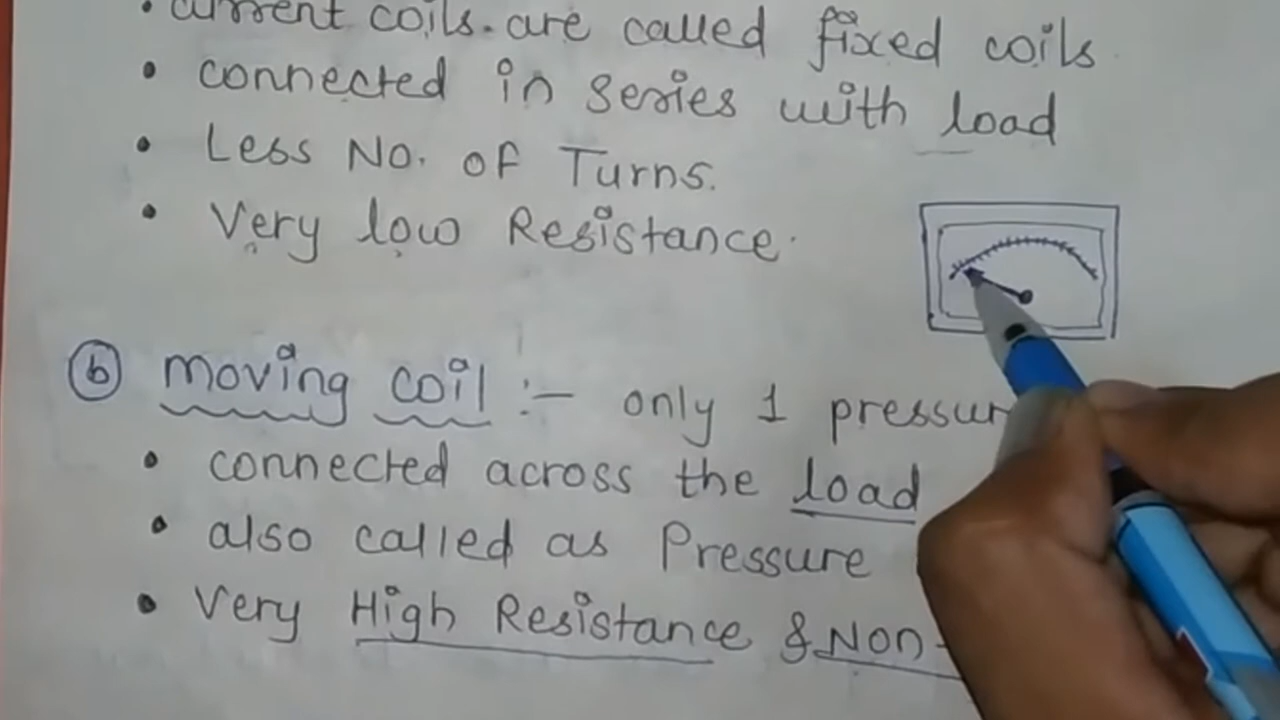 • current coils. are called fixed coils
• connected in series with load
• Less No. of Turns.
• Very low Resistance.
ⓑ moving coil :- only 1
• connected across the load
• also called as Pressure
• Very High Resistance & Non-